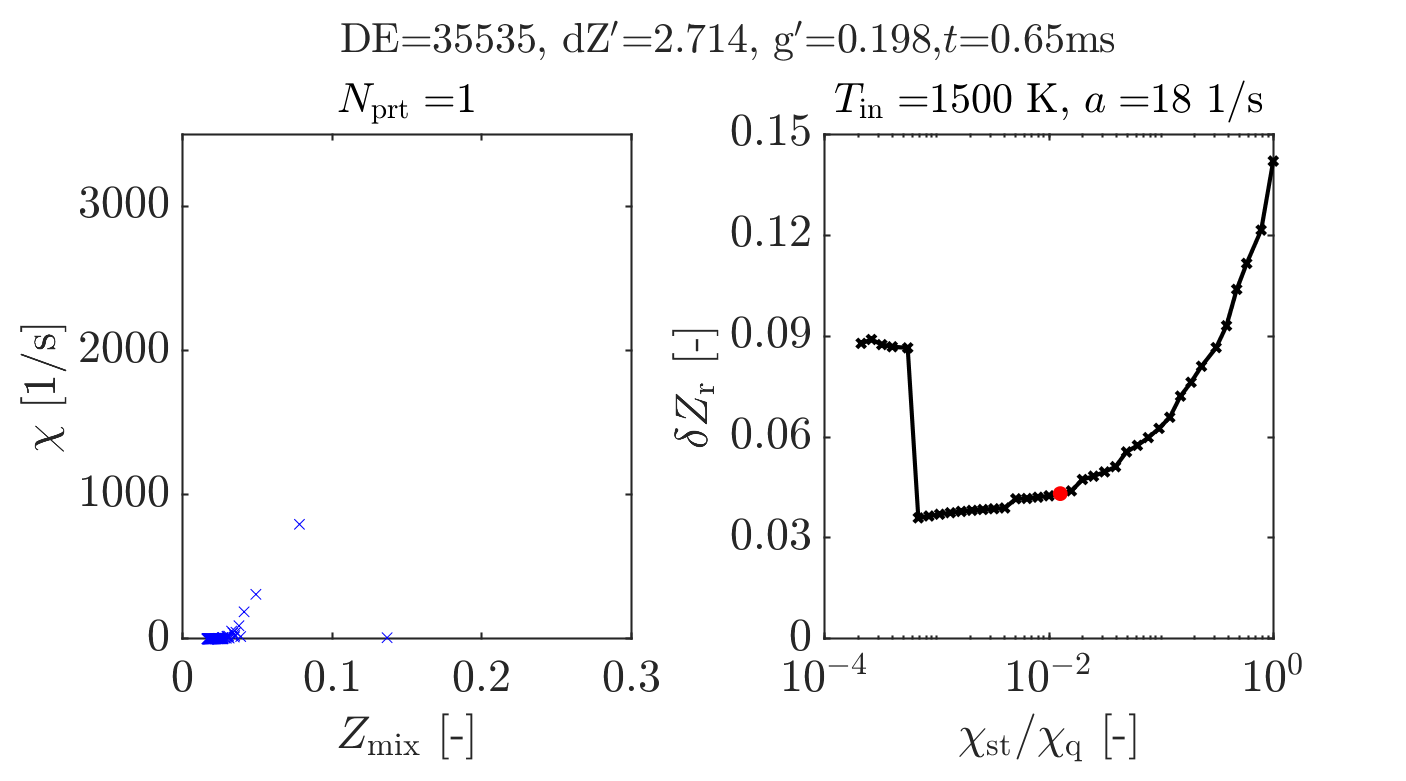 DE=35535, dZ′=2.714, g′=0.198,t=0.65ms
N_prt =1
3000
2000
1000
0
0 0.1 0.2 0.3
χ [1/s]
Z_mix [-]
T_in =1500 K, a =18 1/s
0.15
0.12
0.09
0.06
0.03
0
10^−4 10^−2 10^0
δZ_r [-]
χ_st/χ_q [-]